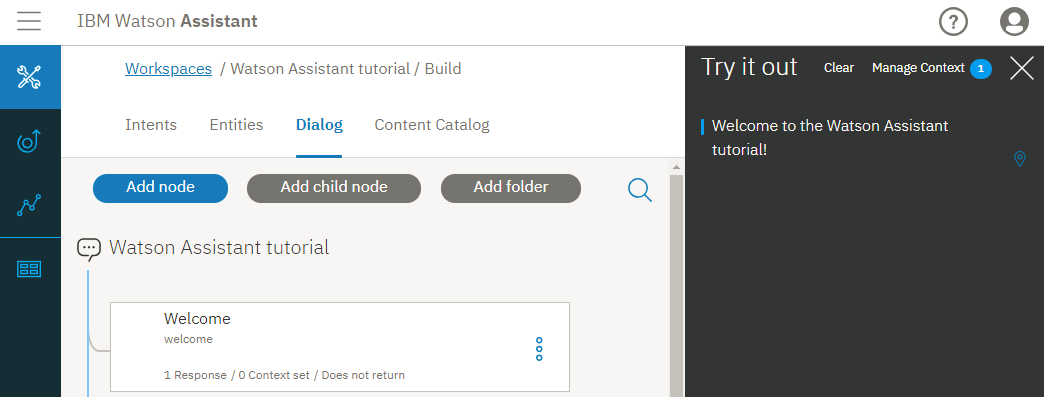 IBM Watson Assistant
?
Workspaces / Watson Assistant tutorial / Build
Intents Entities Dialog Content Catalog
Add node Add child node Add folder
Watson Assistant tutorial
Welcome
welcome
1 Response / 0 Context set / Does not return
Try it out Clear Manage Context 1
Welcome to the Watson Assistant
tutorial!